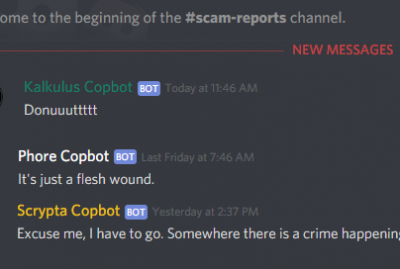 ome to the beginning of the #scam-reports channel.
NEW MESSAGES
Kalkulus Copbot BOT Today at 11:46 AM
Donuuuttttt
Phore Copbot BOT Last Friday at 7:46 AM
It's just a flesh wound.
Scrypta Copbot BOT Yesterday at 2:37 PM
Excuse me, I have to go. Somewhere there is a crime happening